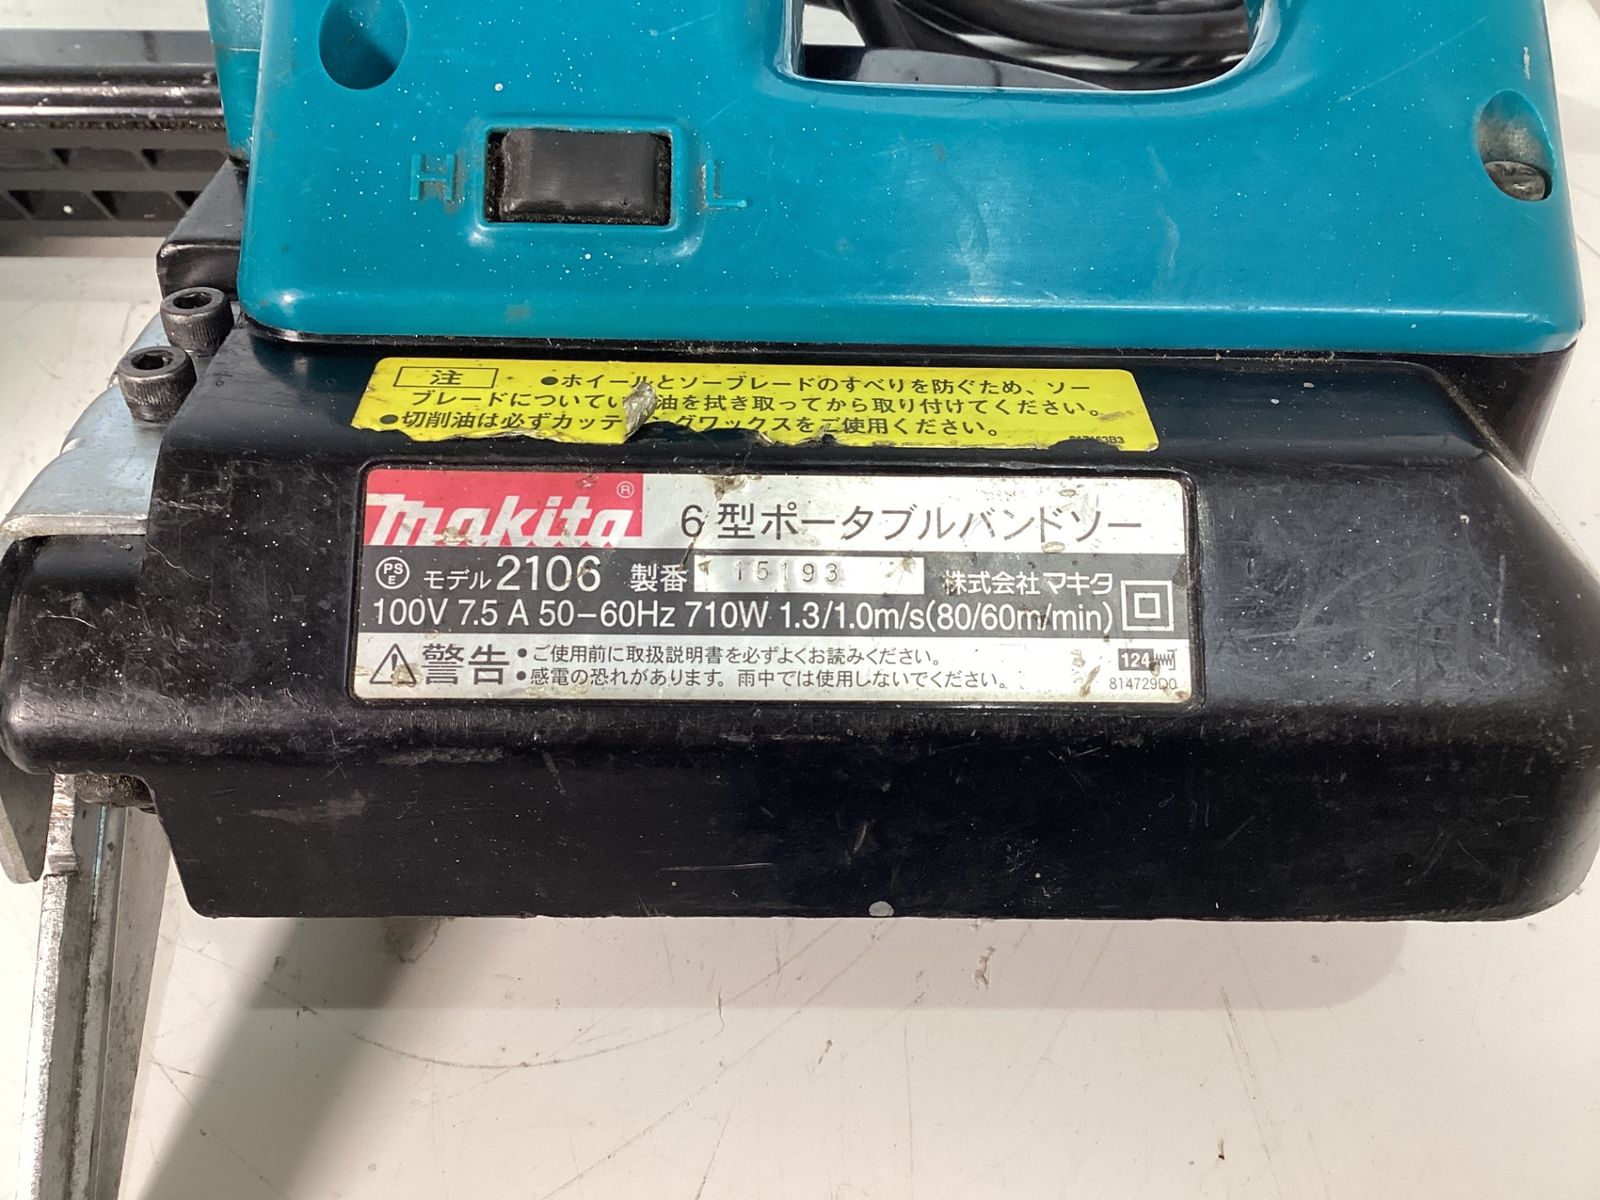 H L
注 ●ホイールとソーブレードのすべりを防ぐため、ソー
ブレードについてい 油を拭き取ってから取り付けてください。
●切削油は必ずカッティングワックスをご使用ください。
makita® 6型ポータブルバンドソー
PSE モデル 2106 製番 15193 株式会社 マキタ
100V 7.5 A 50−60Hz 710W 1.3/1.0m/s(80/60m/min)
警告 •ご使用前に取扱説明書を必ずよくお読みください。
•感電の恐れがあります。雨中では使用しないでください。
124
814729D0